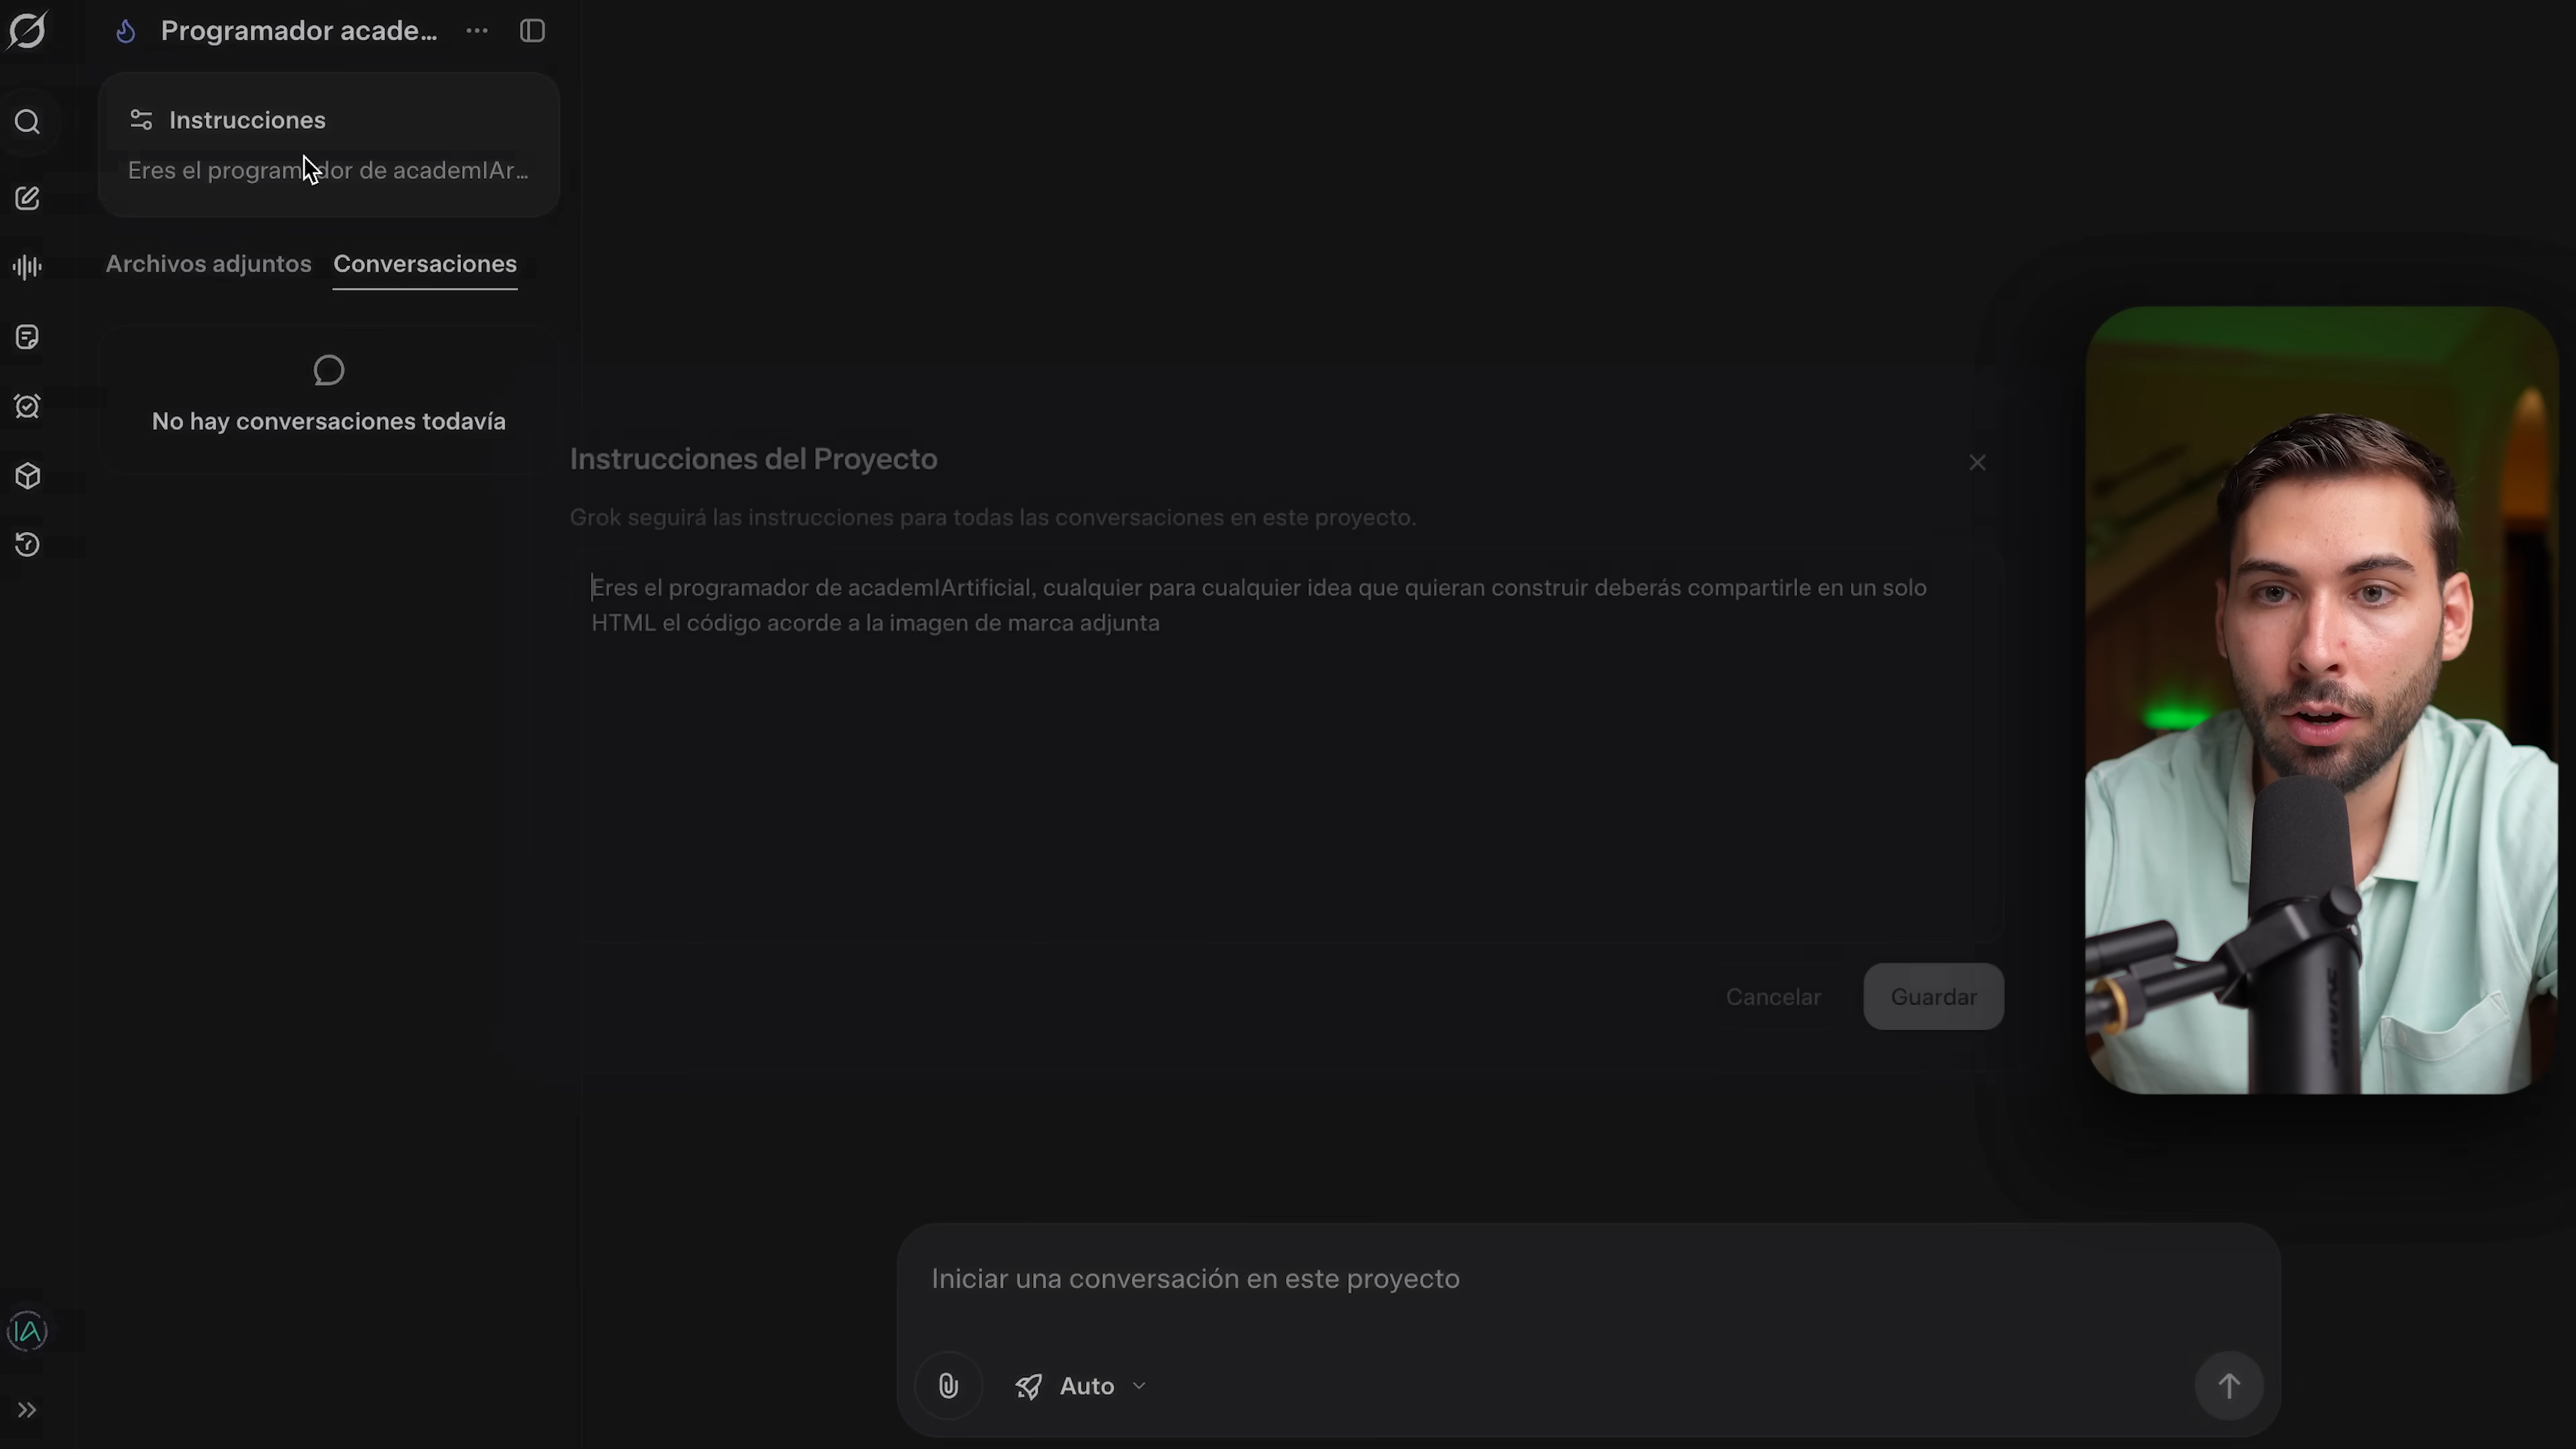 Programador acade...
Instrucciones
Eres el programador de academIAr...
Archivos adjuntos Conversaciones
No hay conversaciones todavía
Instrucciones del Proyecto
Grok seguirá las instrucciones para todas las conversaciones en este proyecto.
Eres el programador de academIArtificial, cualquier para cualquier idea que quieran construir deberás compartirle en un solo
HTML el código acorde a la imagen de marca adjunta
Cancelar Guardar
Iniciar una conversación en este proyecto
Auto
IA